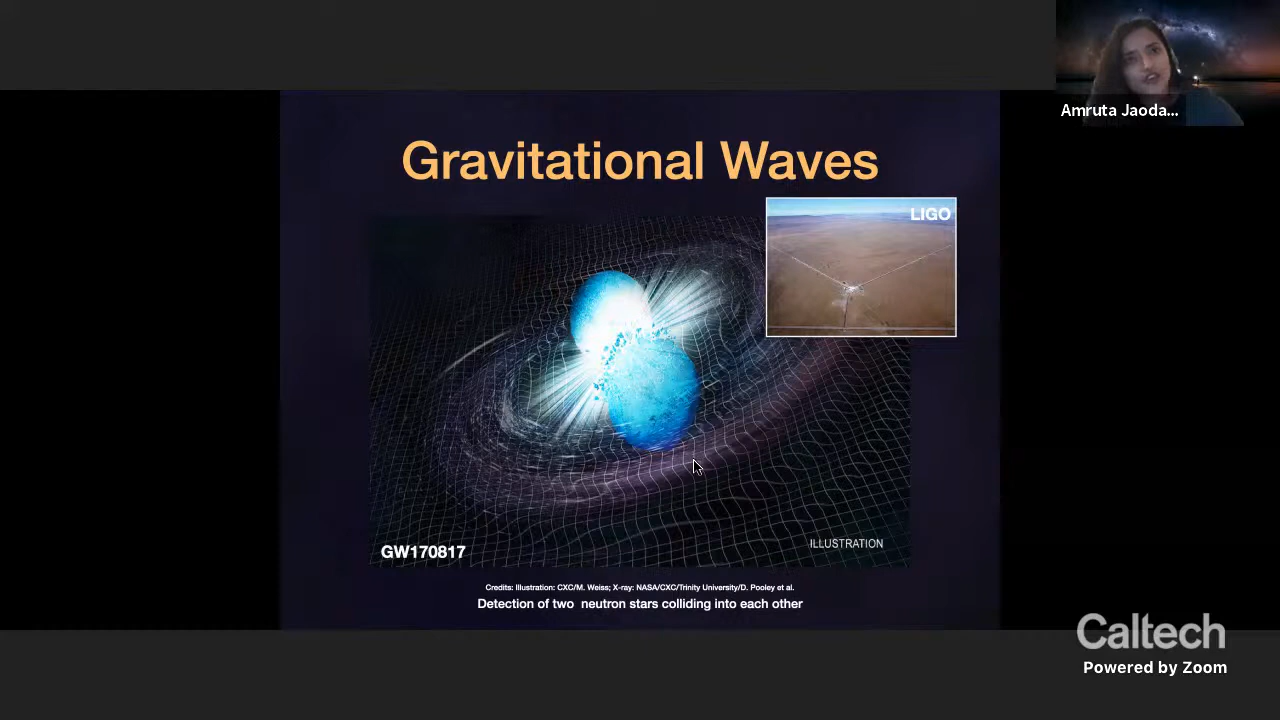 Amruta Jaoda...
Gravitational Waves
LIGO
GW170817
ILLUSTRATION
Credits: Illustration: CXC/M. Weiss; X-ray: NASA/CXC/Trinity University/D. Pooley et al.
Detection of two neutron stars colliding into each other
Caltech
Powered by Zoom